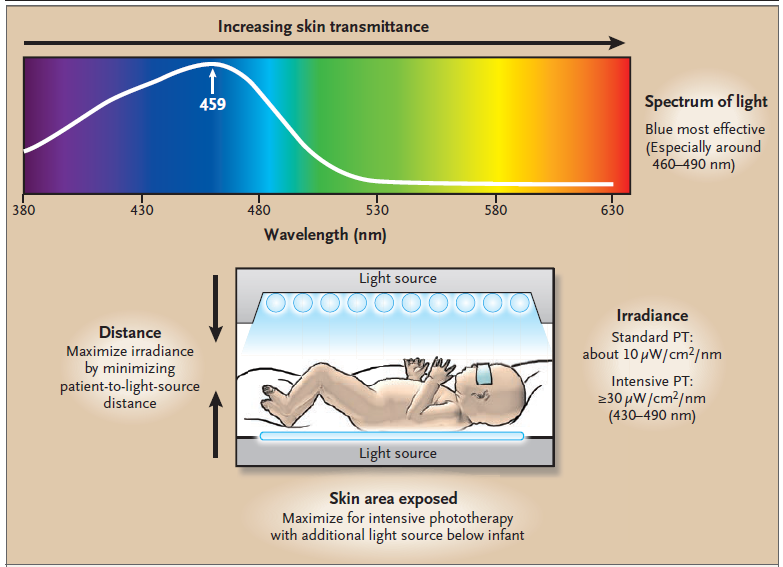 Increasing skin transmittance
459
Spectrum of light
Blue most effective
(Especially around
460–490 nm)
380 430 480 530 580 630
Wavelength (nm)
Light source
Distance
Maximize irradiance
by minimizing
patient-to-light-source
distance
Irradiance
Standard PT:
about 10 µW/cm²/nm
Intensive PT:
≥30 µW/cm²/nm
(430–490 nm)
Light source
Skin area exposed
Maximize for intensive phototherapy
with additional light source below infant